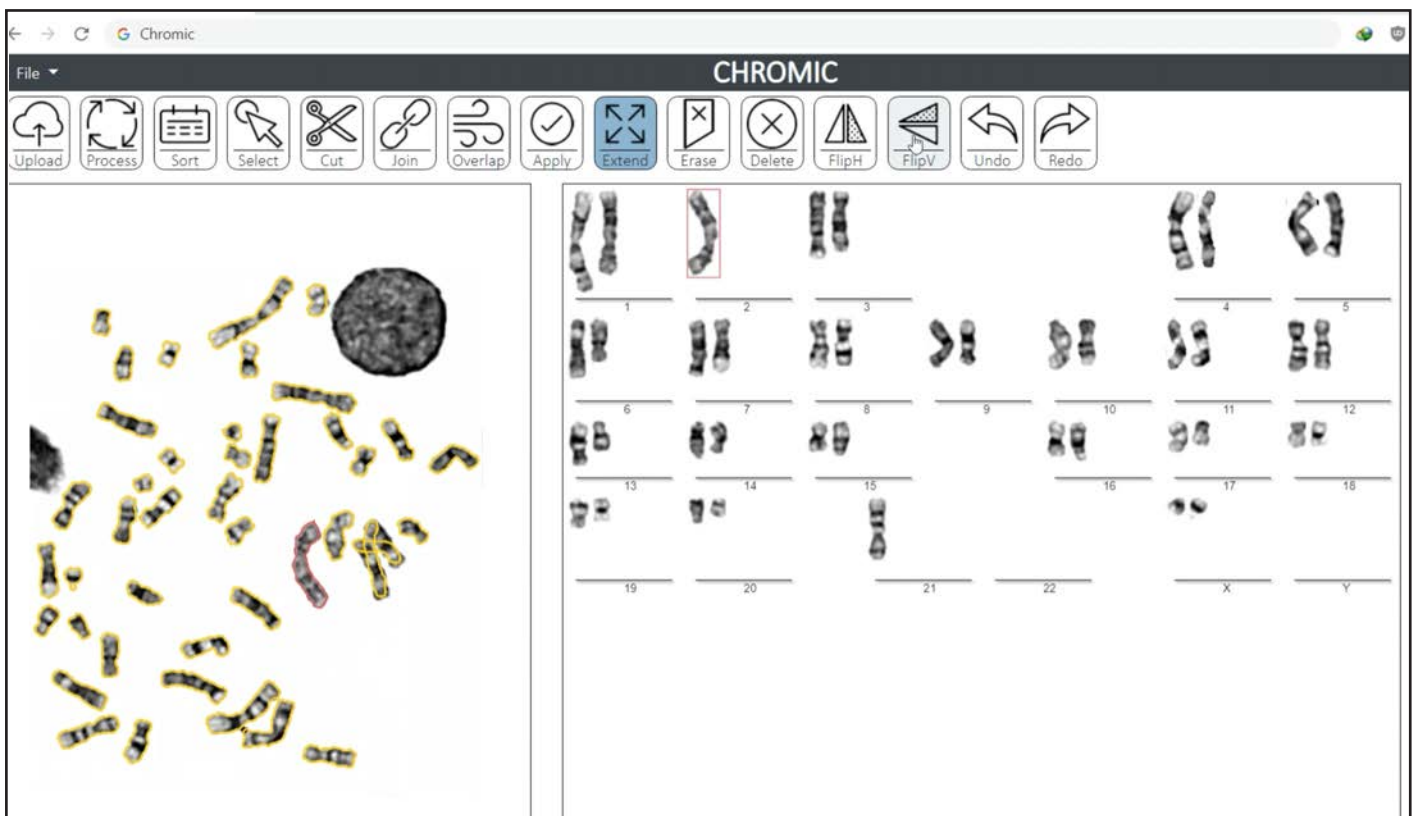 G Chromic
File
CHROMIC
Upload Process Sort Select Cut Join Overlap Apply Extend Erase Delete FlipH FlipV Undo Redo
1 2 3 4 5
6 7 8 9 10 11 12
13 14 15 16 17 18
19 20 21 22 X Y